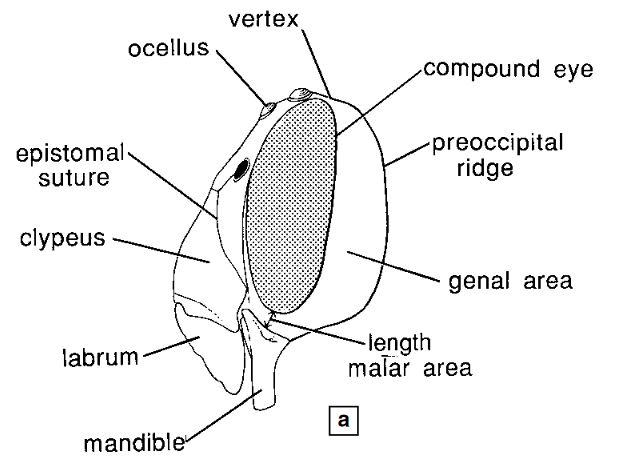 vertex
ocellus
compound eye
epistomal
suture
preoccipital
ridge
clypeus
genal area
labrum
length
malar area
mandible
a